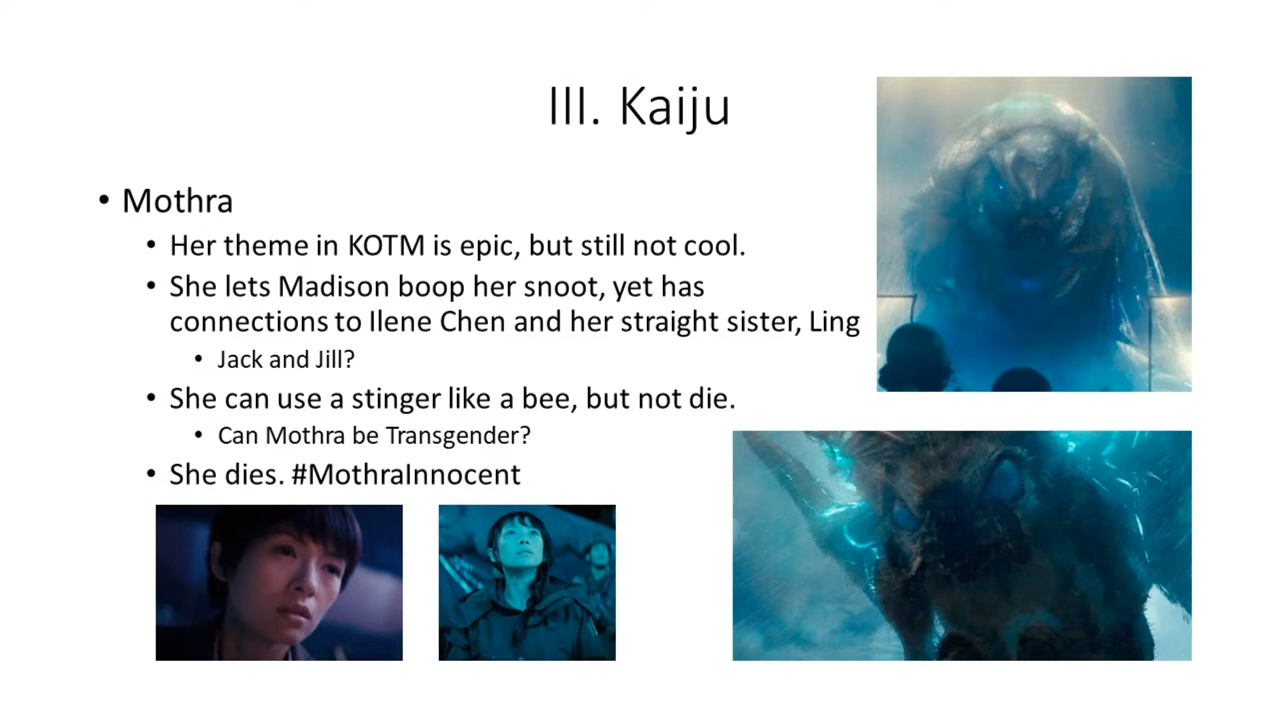 III. Kaiju
• Mothra
• Her theme in KOTM is epic, but still not cool.
• She lets Madison boop her snoot, yet has
connections to Ilene Chen and her straight sister, Ling
• Jack and Jill?
• She can use a stinger like a bee, but not die.
• Can Mothra be Transgender?
• She dies. #MothraInnocent